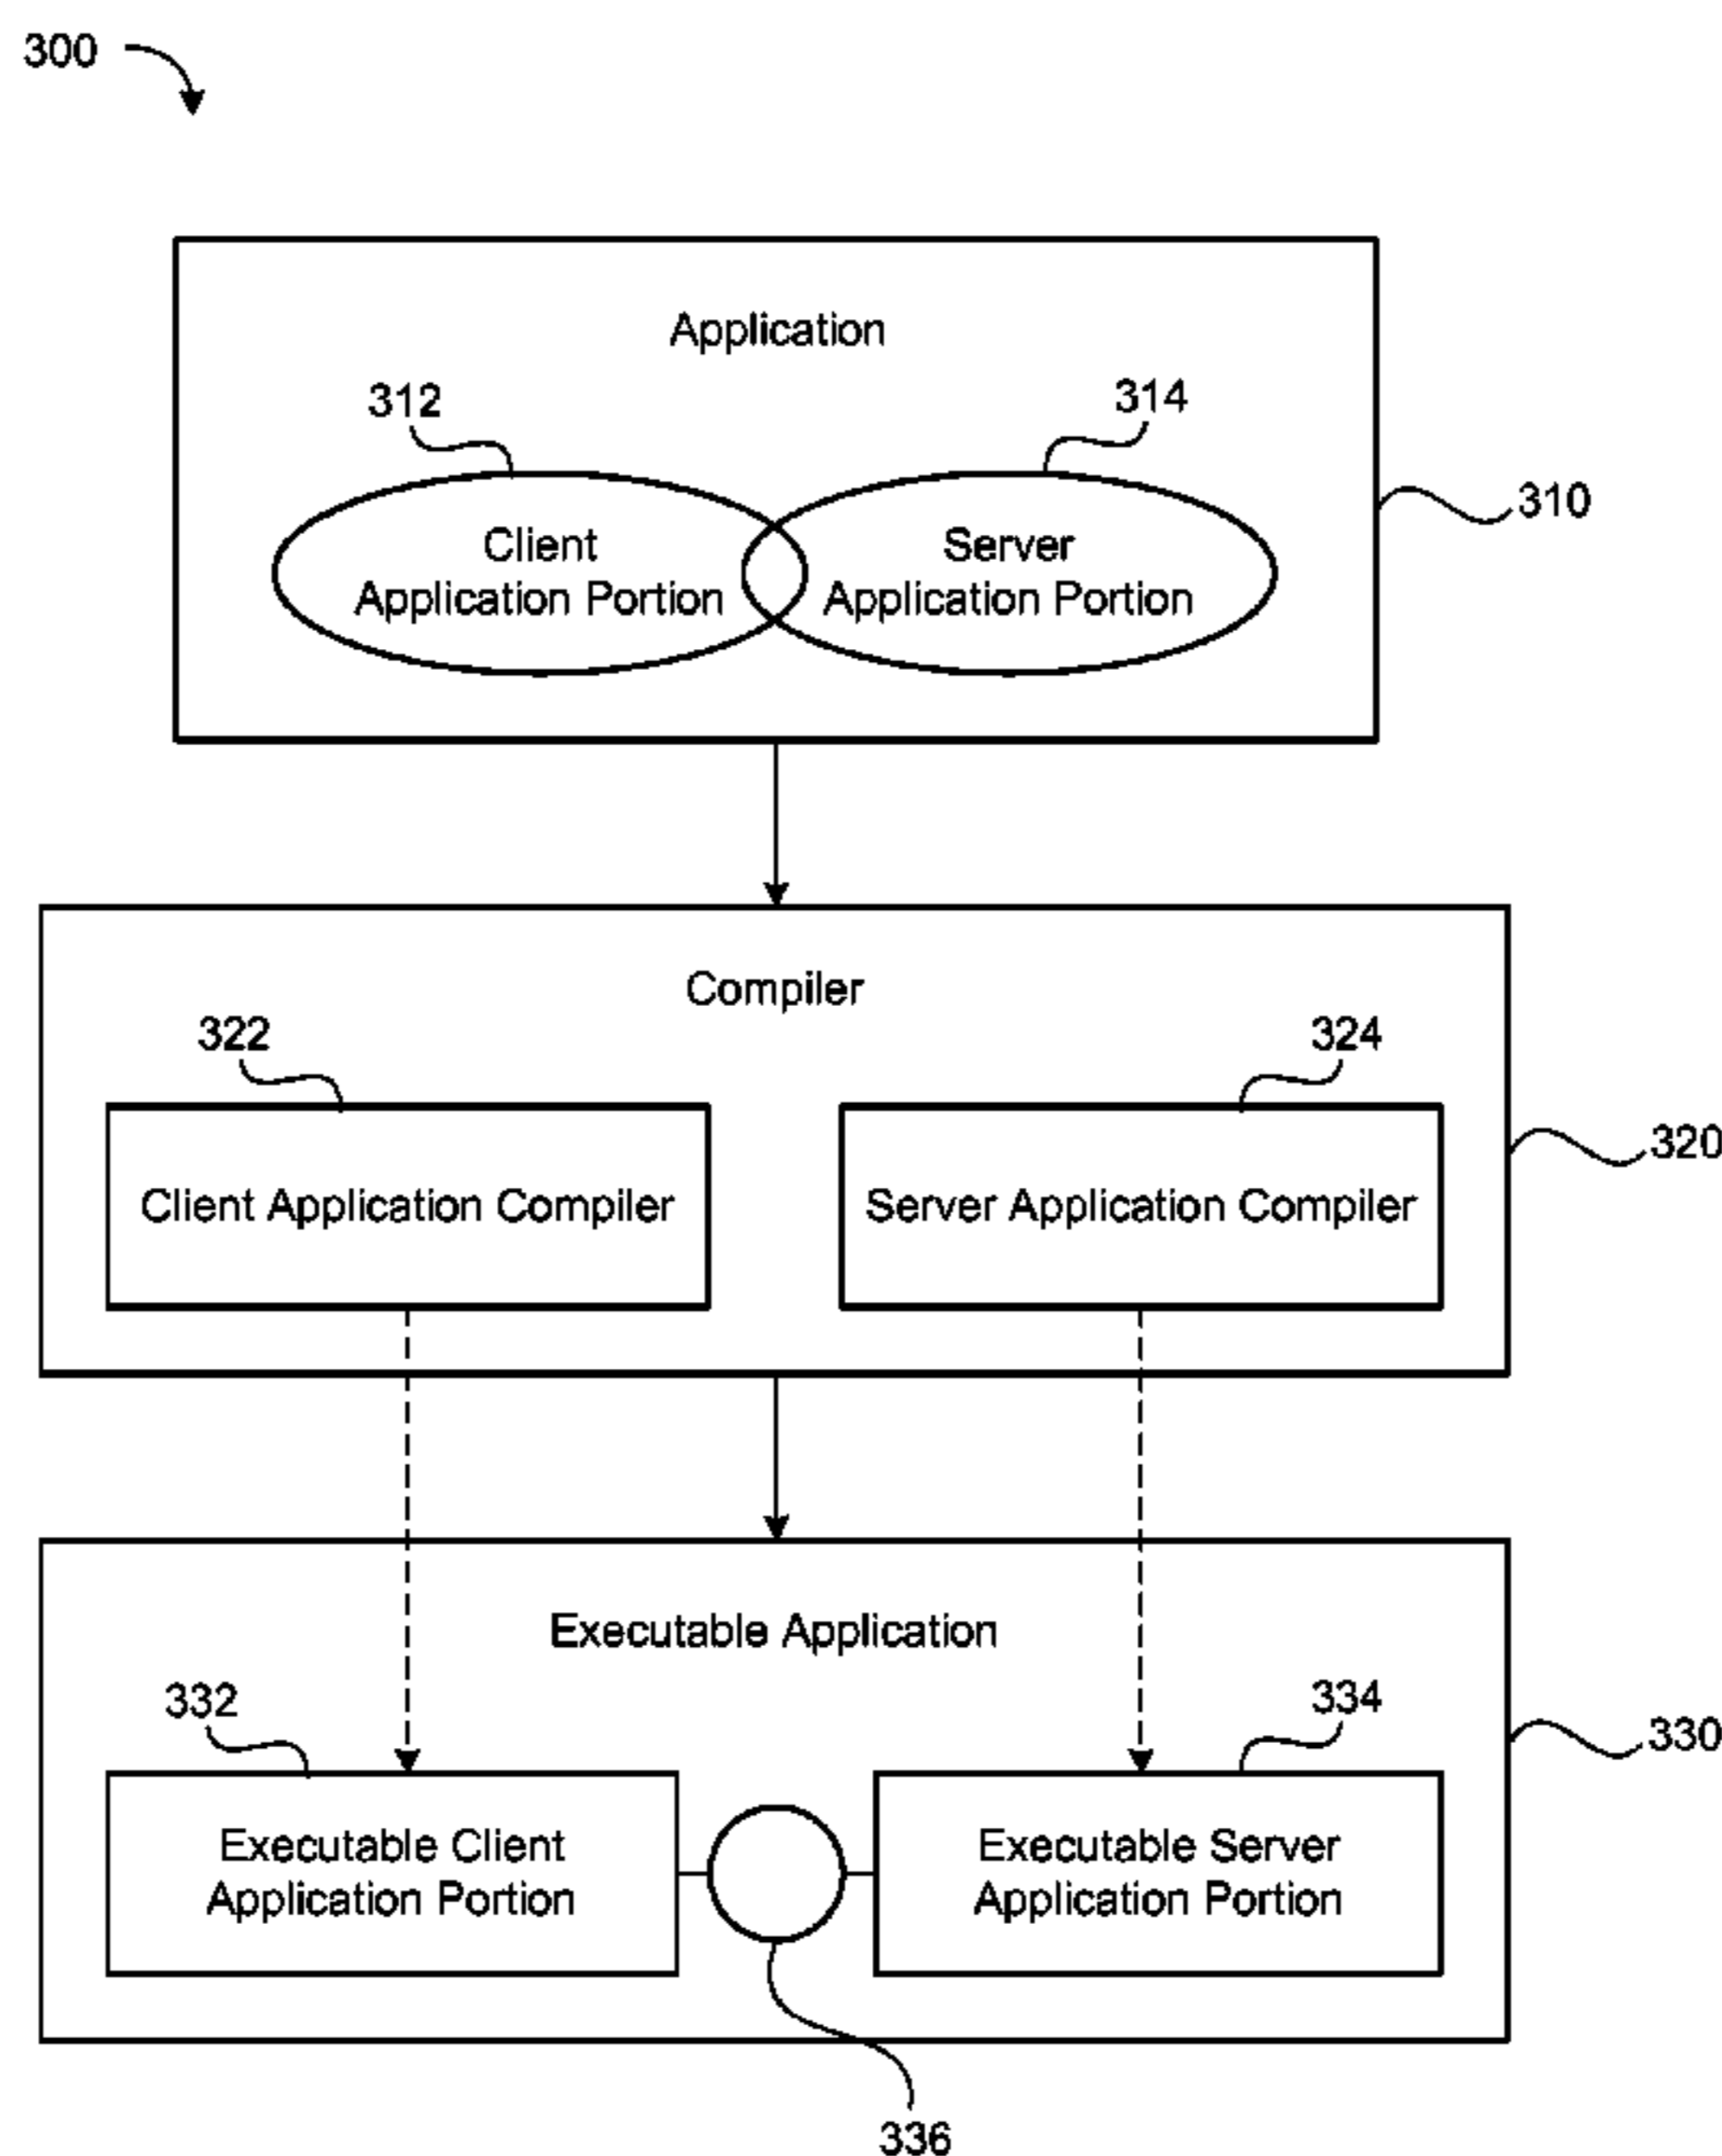 300
Application
312
314
310
Client
Application Portion
Server
Application Portion
Compiler
322
324
320
Client Application Compiler
Server Application Compiler
Executable Application
332
334
330
Executable Client
Application Portion
Executable Server
Application Portion
336